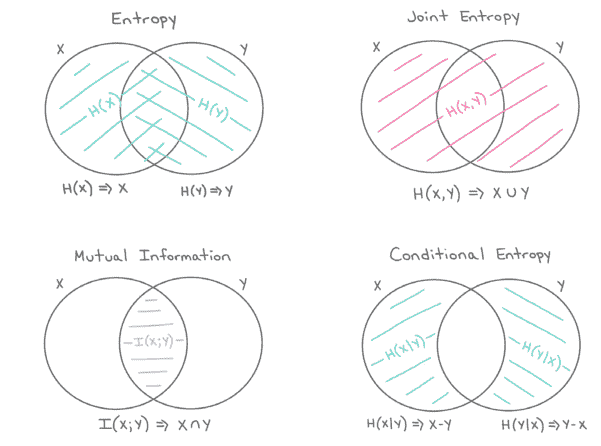 Entropy
X
Y
H(X)
H(Y)
H(X) ⇒ X
H(Y) ⇒ Y
Joint Entropy
X
Y
H(X,Y)
H(X,Y) ⇒ X ∪ Y
Mutual Information
X
Y
I(X;Y)
I(X;Y) ⇒ X ∩ Y
Conditional Entropy
X
Y
H(X|Y)
H(Y|X)
H(X|Y) ⇒ X-Y
H(Y|X) ⇒ Y-X